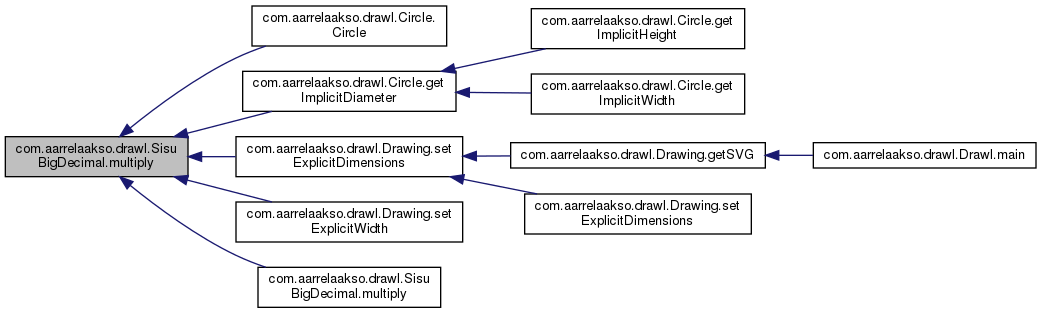 com.aarrelaakso.drawl.Sisu
BigDecimal.multiply
com.aarrelaakso.drawl.Circle.
Circle
com.aarrelaakso.drawl.Circle.get
ImplicitDiameter
com.aarrelaakso.drawl.Circle.get
ImplicitHeight
com.aarrelaakso.drawl.Circle.get
ImplicitWidth
com.aarrelaakso.drawl.Drawing.set
ExplicitDimensions
com.aarrelaakso.drawl.Drawing.getSVG
com.aarrelaakso.drawl.Drawl.main
com.aarrelaakso.drawl.Drawing.set
ExplicitDimensions
com.aarrelaakso.drawl.Drawing.set
ExplicitWidth
com.aarrelaakso.drawl.Sisu
BigDecimal.multiply